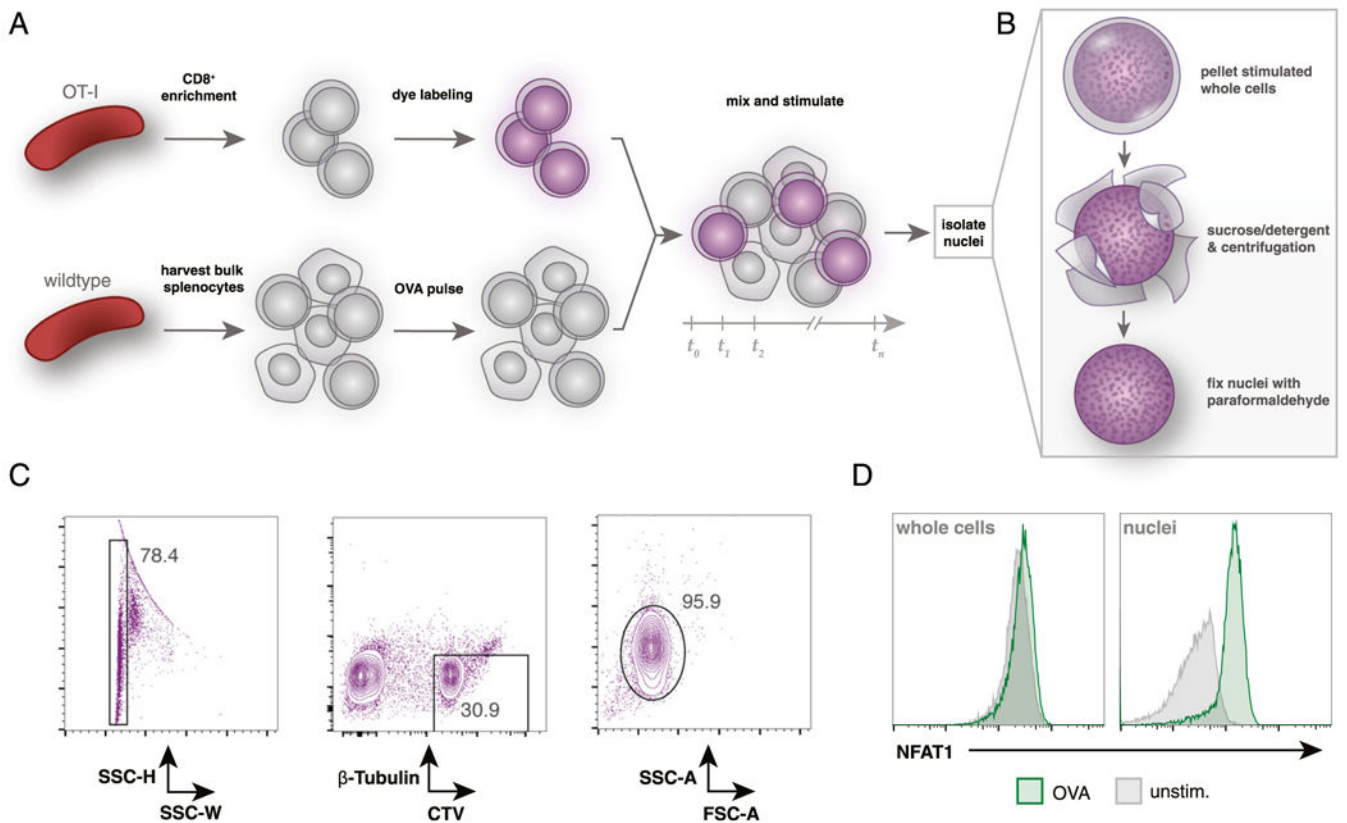 A
OT-I
CD8⁺
enrichment
dye labeling
mix and stimulate
wildtype
harvest bulk
splenocytes
OVA pulse
t₀ t₁ t₂ tₙ
isolate
nuclei
B
pellet stimulated
whole cells
sucrose/detergent
& centrifugation
fix nuclei with
paraformaldehyde
C
78.4
SSC-H
SSC-W
30.9
β-Tubulin
CTV
95.9
SSC-A
FSC-A
D
whole cells
nuclei
NFAT1
OVA
unstim.